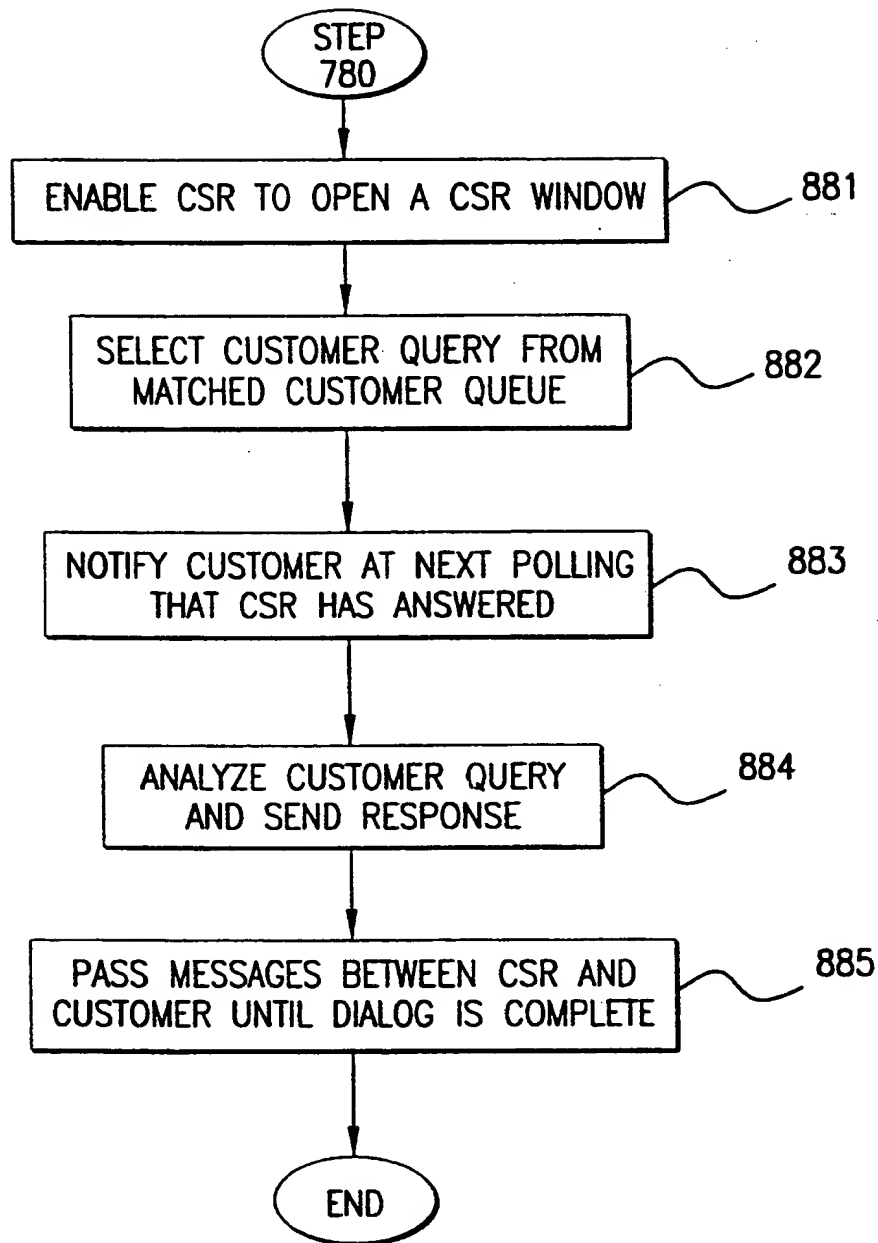 STEP
780
ENABLE CSR TO OPEN A CSR WINDOW
881
SELECT CUSTOMER QUERY FROM
MATCHED CUSTOMER QUEUE
882
NOTIFY CUSTOMER AT NEXT POLLING
THAT CSR HAS ANSWERED
883
ANALYZE CUSTOMER QUERY
AND SEND RESPONSE
884
PASS MESSAGES BETWEEN CSR AND
CUSTOMER UNTIL DIALOG IS COMPLETE
885
END